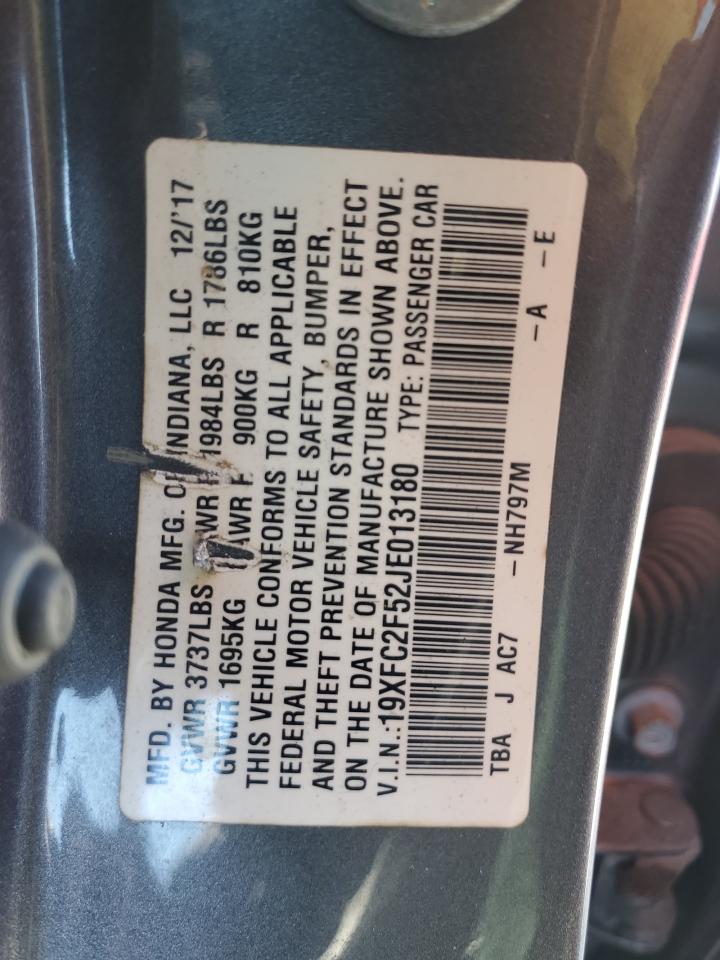 MFD. BY HONDA MFG. OF INDIANA, LLC 12/'17
GVWR 3737LBS WR 1984LBS R 1786LBS
GVWR 1695KG WR F 900KG R 810KG
THIS VEHICLE CONFORMS TO ALL APPLICABLE
FEDERAL MOTOR VEHICLE SAFETY, BUMPER,
AND THEFT PREVENTION STANDARDS IN EFFECT
ON THE DATE OF MANUFACTURE SHOWN ABOVE.
V.I.N.:19XFC2F52JE013180 TYPE: PASSENGER CAR
TBA J AC7 -NH797M -A -E